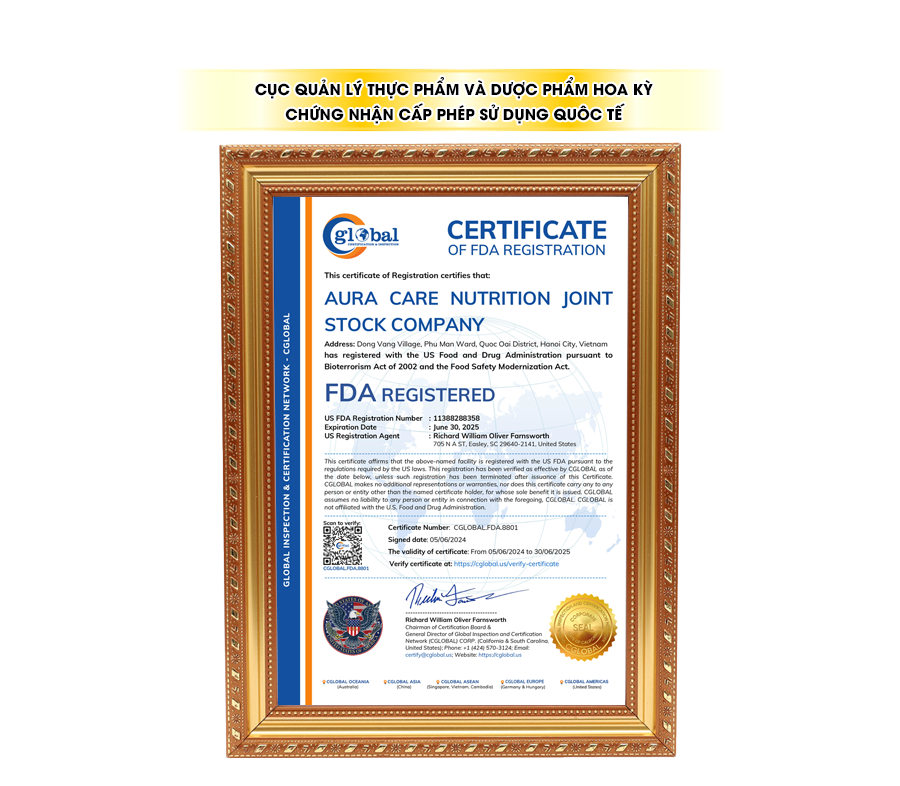 CỤC QUẢN LÝ THỰC PHẨM VÀ DƯỢC PHẨM HOA KỲ
CHỨNG NHẬN CẤP PHÉP SỬ DỤNG QUÔC TẾ
GLOBAL INSPECTION & CERTIFICATION NETWORK - CGLOBAL
Cglobal
CERTIFICATION & INSPECTION
CERTIFICATE
OF FDA REGISTRATION
This certificate of Registration certifies that:
AURA CARE NUTRITION JOINT
STOCK COMPANY
Address: Dong Vang Village, Phu Man Ward, Quoc Oai District, Hanoi City, Vietnam
has registered with the US Food and Drug Administration pursuant to
Bioterrorism Act of 2002 and the Food Safety Modernization Act.
FDA REGISTERED
US FDA Registration Number : 11388288358
Expiration Date : June 30, 2025
US Registration Agent : Richard William Oliver Farnsworth
705 N A ST, Easley, SC 29640-2141, United States
This certificate affirms that the above-named facility is registered with the US FDA pursuant to the
regulations required by the US laws. This registration has been verified as effective by CGLOBAL as of
the date below, unless such registration has been terminated after issuance of this Certificate.
CGLOBAL makes no additional representations or warranties, nor does this certificate carry any to any
person or entity other than the named certificate holder, for whose sole benefit it is issued. CGLOBAL
assumes no liability to any person or entity in connection with the foregoing, CGLOBAL. CGLOBAL is
not affiliated with the U.S. Food and Drug Administration.
Scan to verify:
CGLOBAL.FDA.8801
Certificate Number: CGLOBAL.FDA.8801
Signed date: 05/06/2024
The validity of certificate: From 05/06/2024 to 30/06/2025
Verify certificate at: https://cglobal.us/verify-certificate
Richard William Oliver Farnsworth
Chairman of Certification Board &
General Director of Global Inspection and Certification
Network (CGLOBAL) CORP. (California & South Carolina,
United States); Phone: +1 (424) 570-3124; Email:
certify@cglobal.us; Website: https://cglobal.us
SEAL
CGLOBAL
CGLOBAL OCEANIA
(Australia)
CGLOBAL ASIA
(China)
CGLOBAL ASEAN
(Singapore, Vietnam, Cambodia)
CGLOBAL EUROPE
(Germany & Hungary)
CGLOBAL AMERICAS
(United States)